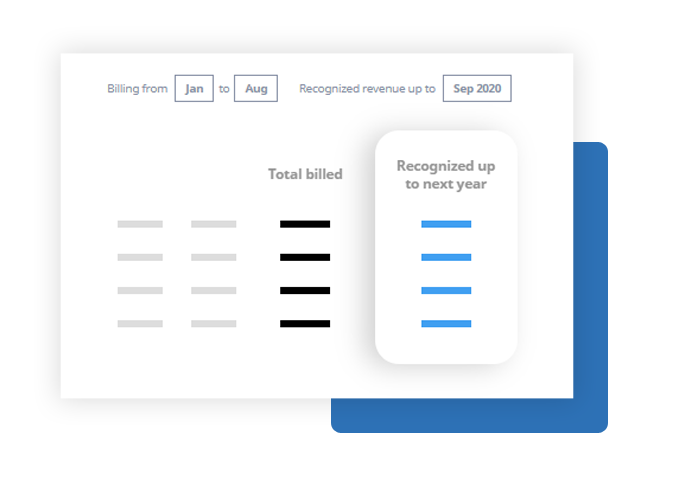 Billing from Jan to Aug Recognized revenue up to Sep 2020
Total billed
Recognized up
to next year